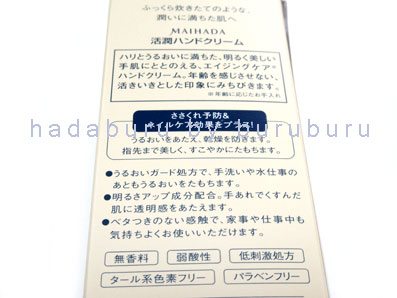 ふっくら炊きたてのような、
潤いに満ちた肌へ
MAIHADA
活潤ハンドクリーム
ハリとうるおいに満ちた、明るく美しい
手肌にととのえる、エイジングケア※
ハンドクリーム。年齢を感じさせない、
活きいきとした印象にみちびきます。
※年齢に応じたお手入れ
ささくれ予防&
ネイルケア効果をプラス!
hadaburu by buruburu
うるおいをあたえ、乾燥を防ぎます。
指先まで美しく、すこやかにたもちます。
●うるおいガード処方で、手洗いや水仕事の
あともうるおいをたもちます。
●明るさアップ成分配合。手あれでくすんだ
肌に透明感をあたえます。
●ベタつきのない感触で、家事や仕事中も
気持ちよくお使いいただけます。
無香料 弱酸性 低刺激処方
タール系色素フリー パラベンフリー